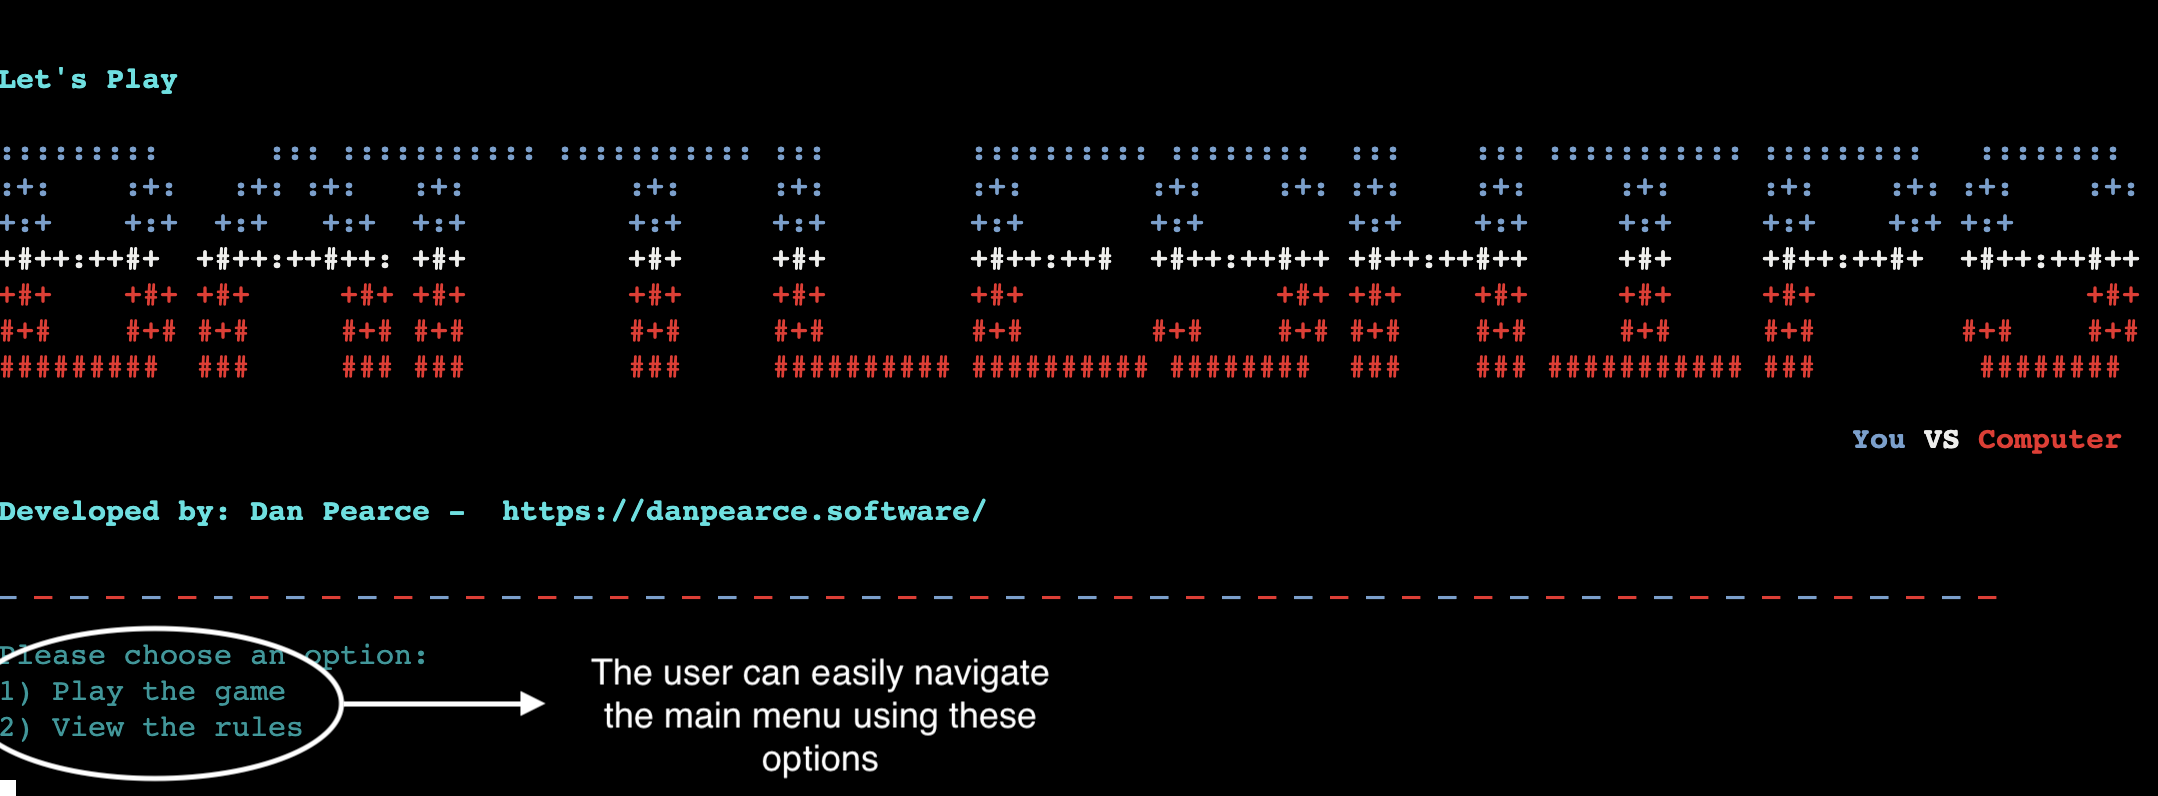 Let's Play
BATTLESHIPS
You VS Computer
Developed by: Dan Pearce -  https://danpearce.software/
Please choose an option:
1) Play the game
2) View the rules
The user can easily navigate
the main menu using these
options